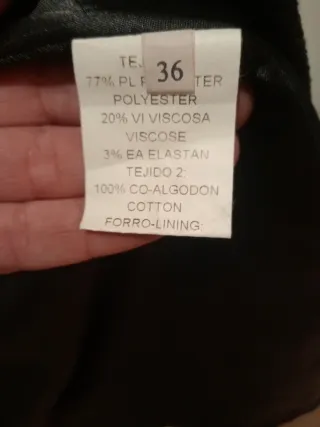 36
77% PL
POLYESTER
20% VI VISCOSA
VISCOSE
3% EA ELASTAN
TEJIDO 2:
100% CO-ALGODON
COTTON
FORRO-LINING: